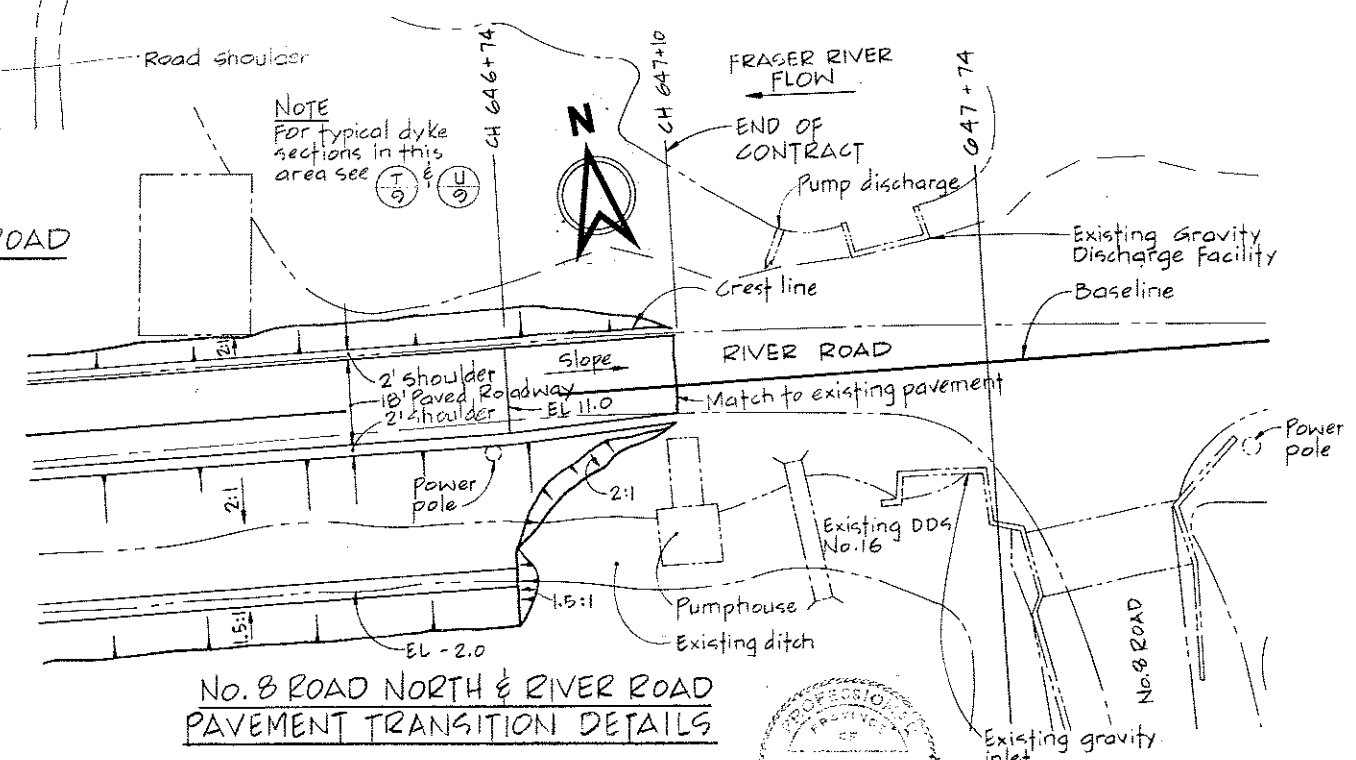 Road Shoulder
NOTE
For typical dyke
sections in this
area see T/9 & U/9
ROAD
CH 646+74
CH 647+10
647+74
N
FRASER RIVER
FLOW
END OF
CONTRACT
Pump discharge
Existing Gravity
Discharge Facility
Baseline
Crest line
RIVER ROAD
2:1
Slope
2' Shoulder
18' Paved Roadway
2' Shoulder
EL 11.0
Match to existing pavement
Power
pole
2:1
2:1
Power
pole
Existing DDS
No.16
1.5:1
1.5:1
EL -2.0
Pumphouse
Existing ditch
No.8 ROAD
No. 8 ROAD NORTH & RIVER ROAD
PAVEMENT TRANSITION DETAILS
PROFESSIONAL
PROVINCE
OF
Existing gravity
inlet